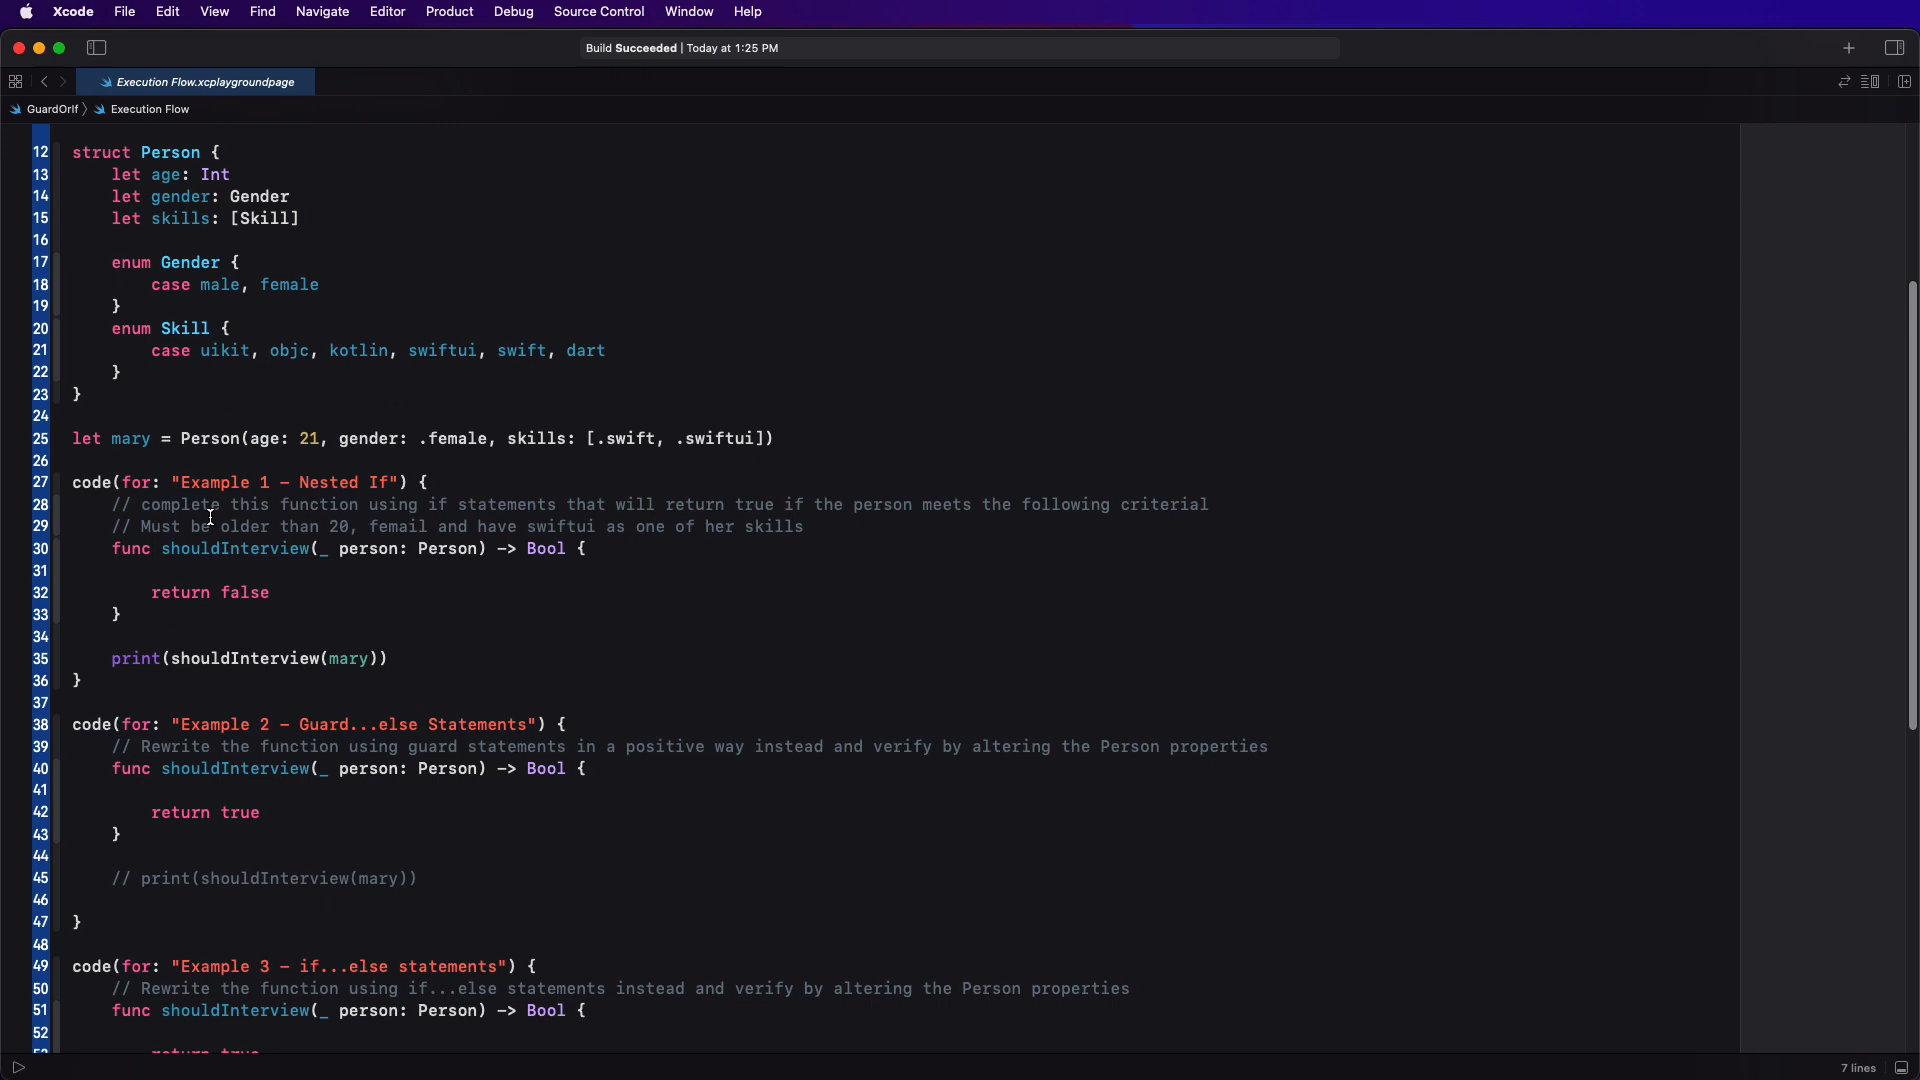 Xcode File Edit View Find Navigate Editor Product Debug Source Control Window Help
Build Succeeded | Today at 1:25 PM
Execution Flow.xcplaygroundpage
GuardOrIf 〉 Execution Flow
12 struct Person {
13 let age: Int
14 let gender: Gender
15 let skills: [Skill]
16
17 enum Gender {
18 case male, female
19 }
20 enum Skill {
21 case uikit, objc, kotlin, swiftui, swift, dart
22 }
23 }
24
25 let mary = Person(age: 21, gender: .female, skills: [.swift, .swiftui])
26
27 code(for: "Example 1 – Nested If") {
28 // complete this function using if statements that will return true if the person meets the following criterial
29 // Must be older than 20, femail and have swiftui as one of her skills
30 func shouldInterview(_ person: Person) -> Bool {
31
32 return false
33 }
34
35 print(shouldInterview(mary))
36 }
37
38 code(for: "Example 2 – Guard...else Statements") {
39 // Rewrite the function using guard statements in a positive way instead and verify by altering the Person properties
40 func shouldInterview(_ person: Person) -> Bool {
41
42 return true
43 }
44
45 // print(shouldInterview(mary))
46
47 }
48
49 code(for: "Example 3 – if...else statements") {
50 // Rewrite the function using if...else statements instead and verify by altering the Person properties
51 func shouldInterview(_ person: Person) -> Bool {
52
53 return true
7 lines